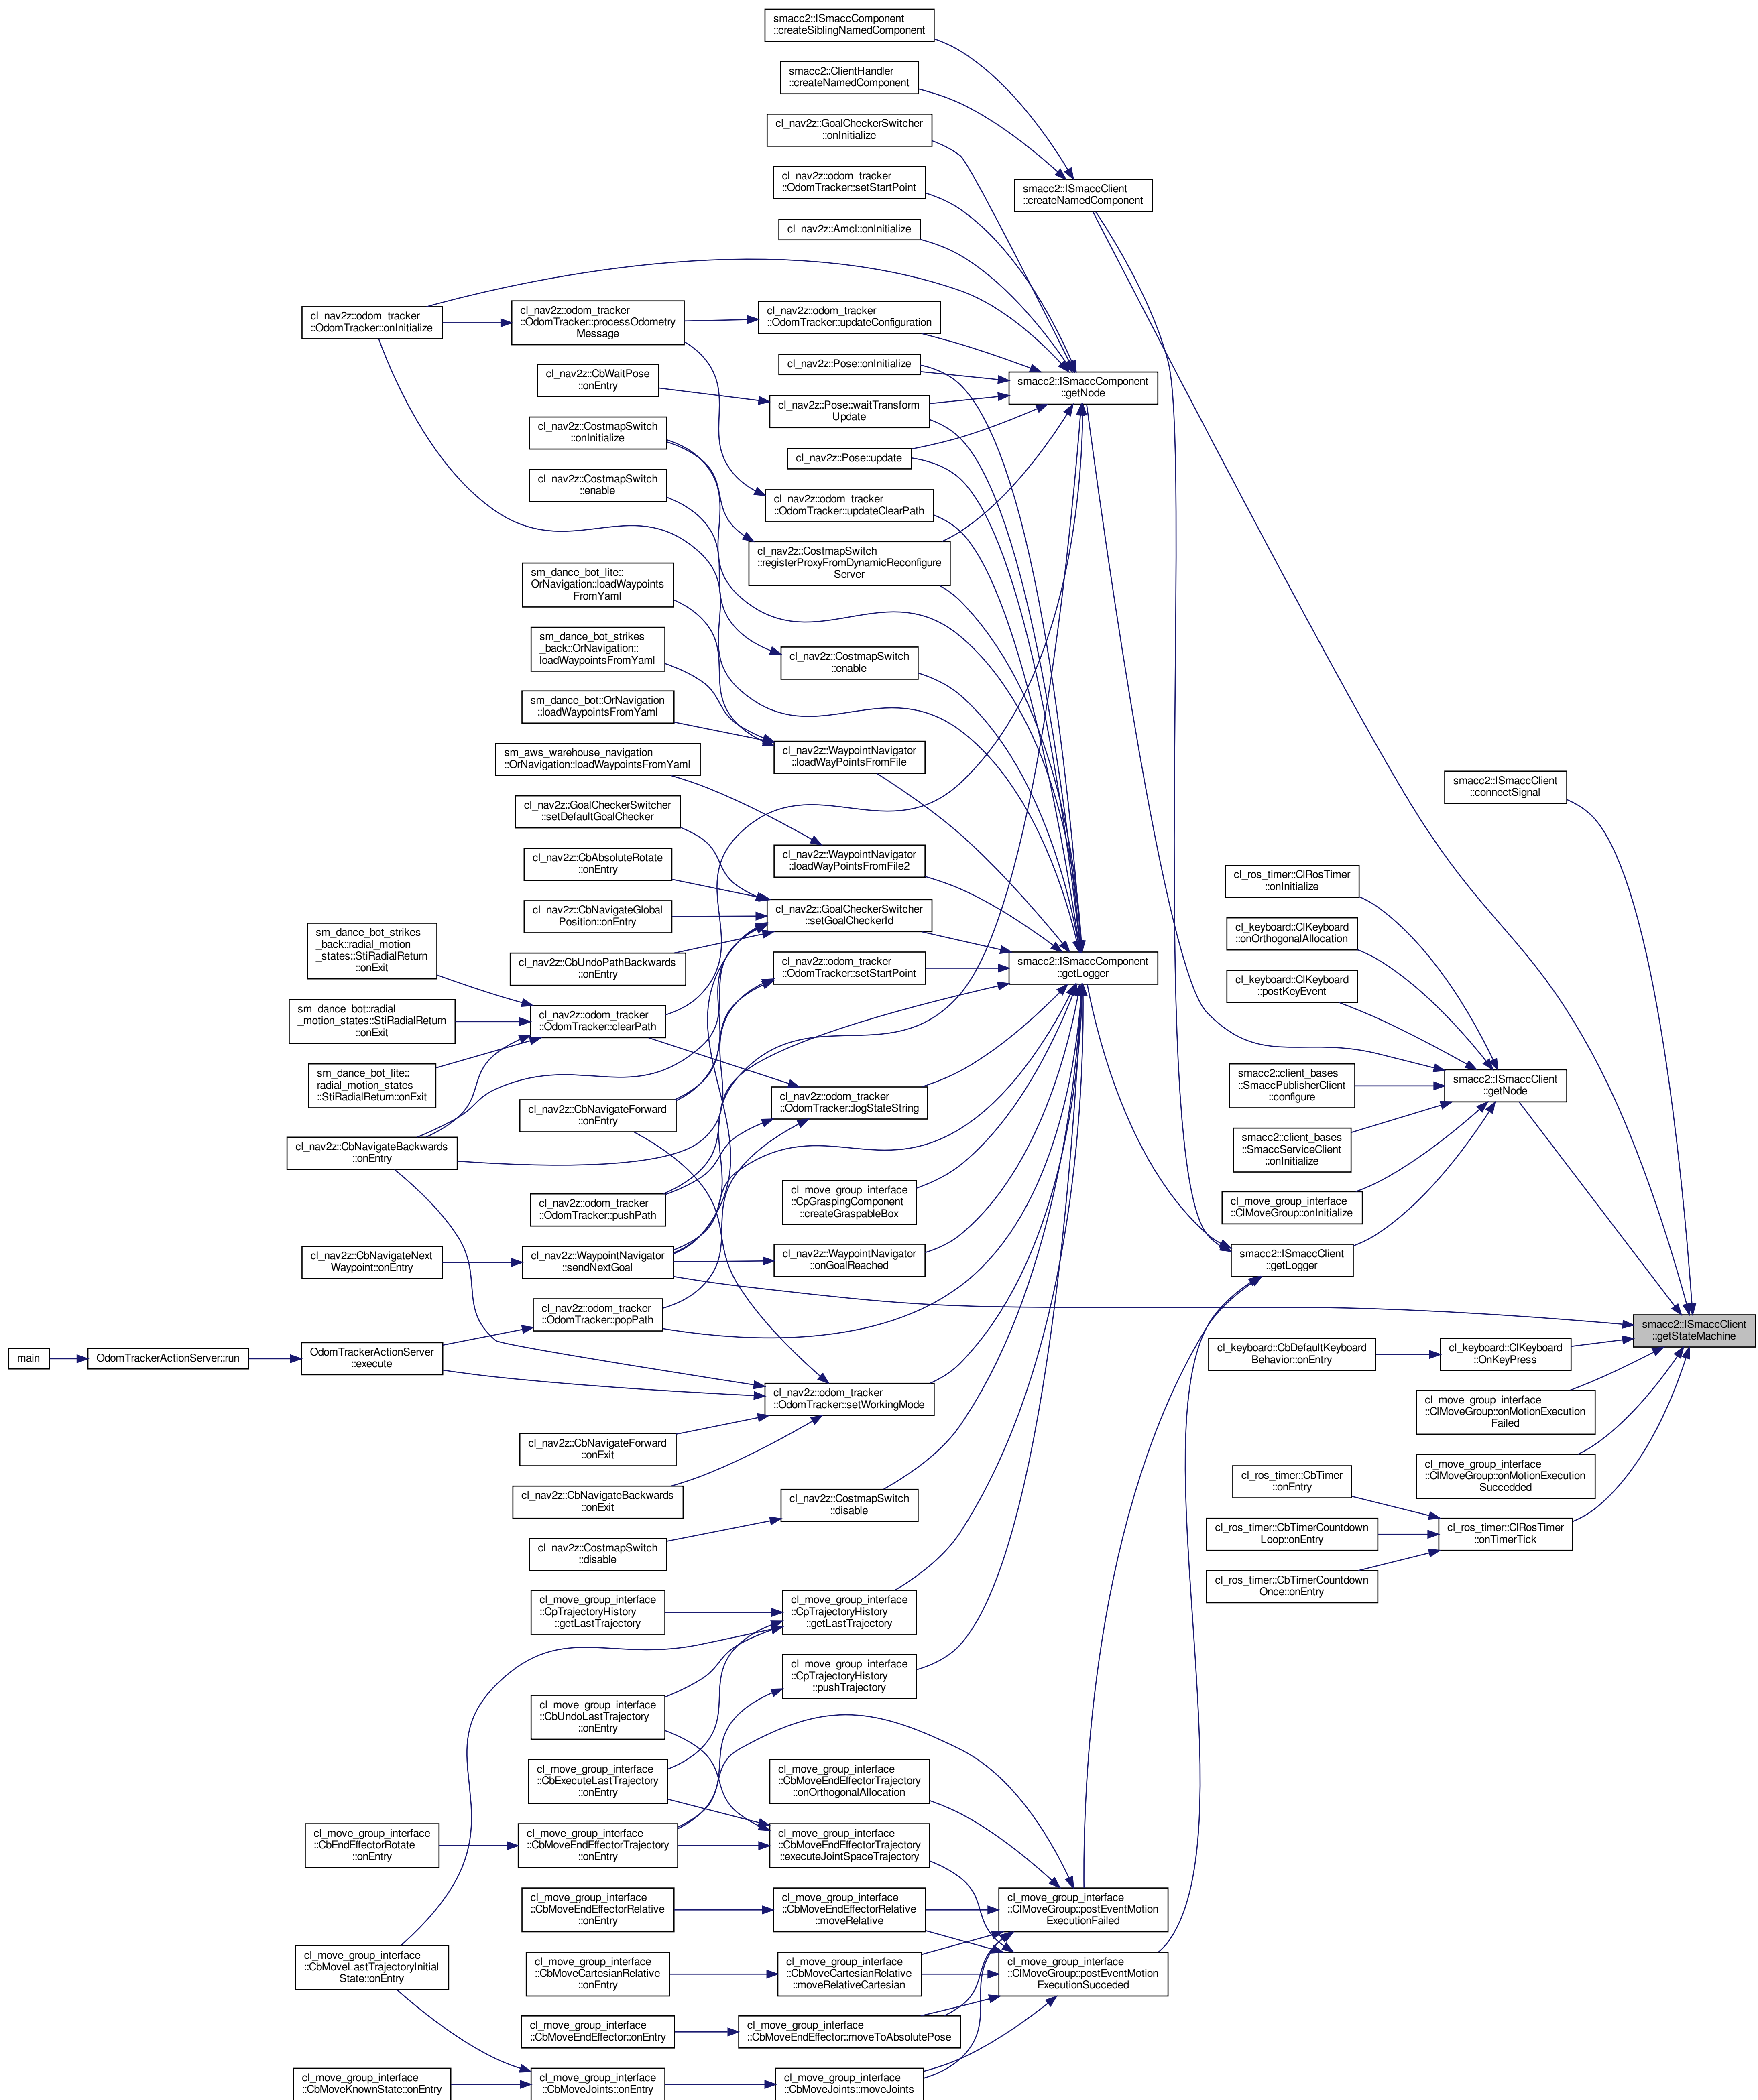 smacc2::ISmaccComponent
::createSiblingNamedComponent
smacc2::ClientHandler
::createNamedComponent
cl_nav2z::GoalCheckerSwitcher
::onInitialize
cl_nav2z::odom_tracker
::OdomTracker::setStartPoint
smacc2::ISmaccClient
::createNamedComponent
cl_nav2z::Amcl::onInitialize
cl_nav2z::odom_tracker
::OdomTracker::onInitialize
cl_nav2z::odom_tracker
::OdomTracker::processOdometry
Message
cl_nav2z::odom_tracker
::OdomTracker::updateConfiguration
cl_nav2z::Pose::onInitialize
cl_nav2z::CbWaitPose
::onEntry
smacc2::ISmaccComponent
::getNode
cl_nav2z::Pose::waitTransform
Update
cl_nav2z::CostmapSwitch
::onInitialize
cl_nav2z::Pose::update
cl_nav2z::CostmapSwitch
::enable
cl_nav2z::odom_tracker
::OdomTracker::updateClearPath
cl_nav2z::CostmapSwitch
::registerProxyFromDynamicReconfigure
Server
sm_dance_bot_lite::
OrNavigation::loadWaypoints
FromYaml
sm_dance_bot_strikes
_back::OrNavigation::
loadWaypointsFromYaml
cl_nav2z::CostmapSwitch
::enable
sm_dance_bot::OrNavigation
::loadWaypointsFromYaml
cl_nav2z::WaypointNavigator
::loadWayPointsFromFile
sm_aws_warehouse_navigation
::OrNavigation::loadWaypointsFromYaml
smacc2::ISmaccClient
::connectSignal
cl_nav2z::GoalCheckerSwitcher
::setDefaultGoalChecker
cl_nav2z::CbAbsoluteRotate
::onEntry
cl_nav2z::WaypointNavigator
::loadWayPointsFromFile2
cl_ros_timer::ClRosTimer
::onInitialize
cl_nav2z::CbNavigateGlobal
Position::onEntry
cl_nav2z::GoalCheckerSwitcher
::setGoalCheckerId
cl_keyboard::ClKeyboard
::onOrthogonalAllocation
sm_dance_bot_strikes
_back::radial_motion
_states::StiRadialReturn
::onExit
cl_nav2z::CbUndoPathBackwards
::onEntry
cl_nav2z::odom_tracker
::OdomTracker::setStartPoint
smacc2::ISmaccComponent
::getLogger
cl_keyboard::ClKeyboard
::postKeyEvent
sm_dance_bot::radial
_motion_states::StiRadialReturn
::onExit
cl_nav2z::odom_tracker
::OdomTracker::clearPath
sm_dance_bot_lite::
radial_motion_states
::StiRadialReturn::onExit
smacc2::client_bases
::SmaccPublisherClient
::configure
smacc2::ISmaccClient
::getNode
cl_nav2z::CbNavigateForward
::onEntry
cl_nav2z::odom_tracker
::OdomTracker::logStateString
cl_nav2z::CbNavigateBackwards
::onEntry
smacc2::client_bases
::SmaccServiceClient
::onInitialize
cl_nav2z::odom_tracker
::OdomTracker::pushPath
cl_move_group_interface
::CpGraspingComponent
::createGraspableBox
cl_move_group_interface
::ClMoveGroup::onInitialize
cl_nav2z::CbNavigateNext
Waypoint::onEntry
cl_nav2z::WaypointNavigator
::sendNextGoal
cl_nav2z::WaypointNavigator
::onGoalReached
smacc2::ISmaccClient
::getLogger
cl_nav2z::odom_tracker
::OdomTracker::popPath
smacc2::ISmaccClient
::getStateMachine
main
OdomTrackerActionServer::run
OdomTrackerActionServer
::execute
cl_keyboard::CbDefaultKeyboard
Behavior::onEntry
cl_keyboard::ClKeyboard
::OnKeyPress
cl_nav2z::odom_tracker
::OdomTracker::setWorkingMode
cl_move_group_interface
::ClMoveGroup::onMotionExecution
Failed
cl_nav2z::CbNavigateForward
::onExit
cl_move_group_interface
::ClMoveGroup::onMotionExecution
Succedded
cl_nav2z::CbNavigateBackwards
::onExit
cl_nav2z::CostmapSwitch
::disable
cl_ros_timer::CbTimer
::onEntry
cl_nav2z::CostmapSwitch
::disable
cl_ros_timer::CbTimerCountdown
Loop::onEntry
cl_ros_timer::ClRosTimer
::onTimerTick
cl_ros_timer::CbTimerCountdown
Once::onEntry
cl_move_group_interface
::CpTrajectoryHistory
::getLastTrajectory
cl_move_group_interface
::CpTrajectoryHistory
::getLastTrajectory
cl_move_group_interface
::CpTrajectoryHistory
::pushTrajectory
cl_move_group_interface
::CbUndoLastTrajectory
::onEntry
cl_move_group_interface
::CbExecuteLastTrajectory
::onEntry
cl_move_group_interface
::CbMoveEndEffectorTrajectory
::onOrthogonalAllocation
cl_move_group_interface
::CbEndEffectorRotate
::onEntry
cl_move_group_interface
::CbMoveEndEffectorTrajectory
::onEntry
cl_move_group_interface
::CbMoveEndEffectorTrajectory
::executeJointSpaceTrajectory
cl_move_group_interface
::CbMoveEndEffectorRelative
::onEntry
cl_move_group_interface
::CbMoveEndEffectorRelative
::moveRelative
cl_move_group_interface
::ClMoveGroup::postEventMotion
ExecutionFailed
cl_move_group_interface
::CbMoveLastTrajectoryInitial
State::onEntry
cl_move_group_interface
::CbMoveCartesianRelative
::onEntry
cl_move_group_interface
::CbMoveCartesianRelative
::moveRelativeCartesian
cl_move_group_interface
::ClMoveGroup::postEventMotion
ExecutionSucceded
cl_move_group_interface
::CbMoveEndEffector::onEntry
cl_move_group_interface
::CbMoveEndEffector::moveToAbsolutePose
cl_move_group_interface
::CbMoveKnownState::onEntry
cl_move_group_interface
::CbMoveJoints::onEntry
cl_move_group_interface
::CbMoveJoints::moveJoints